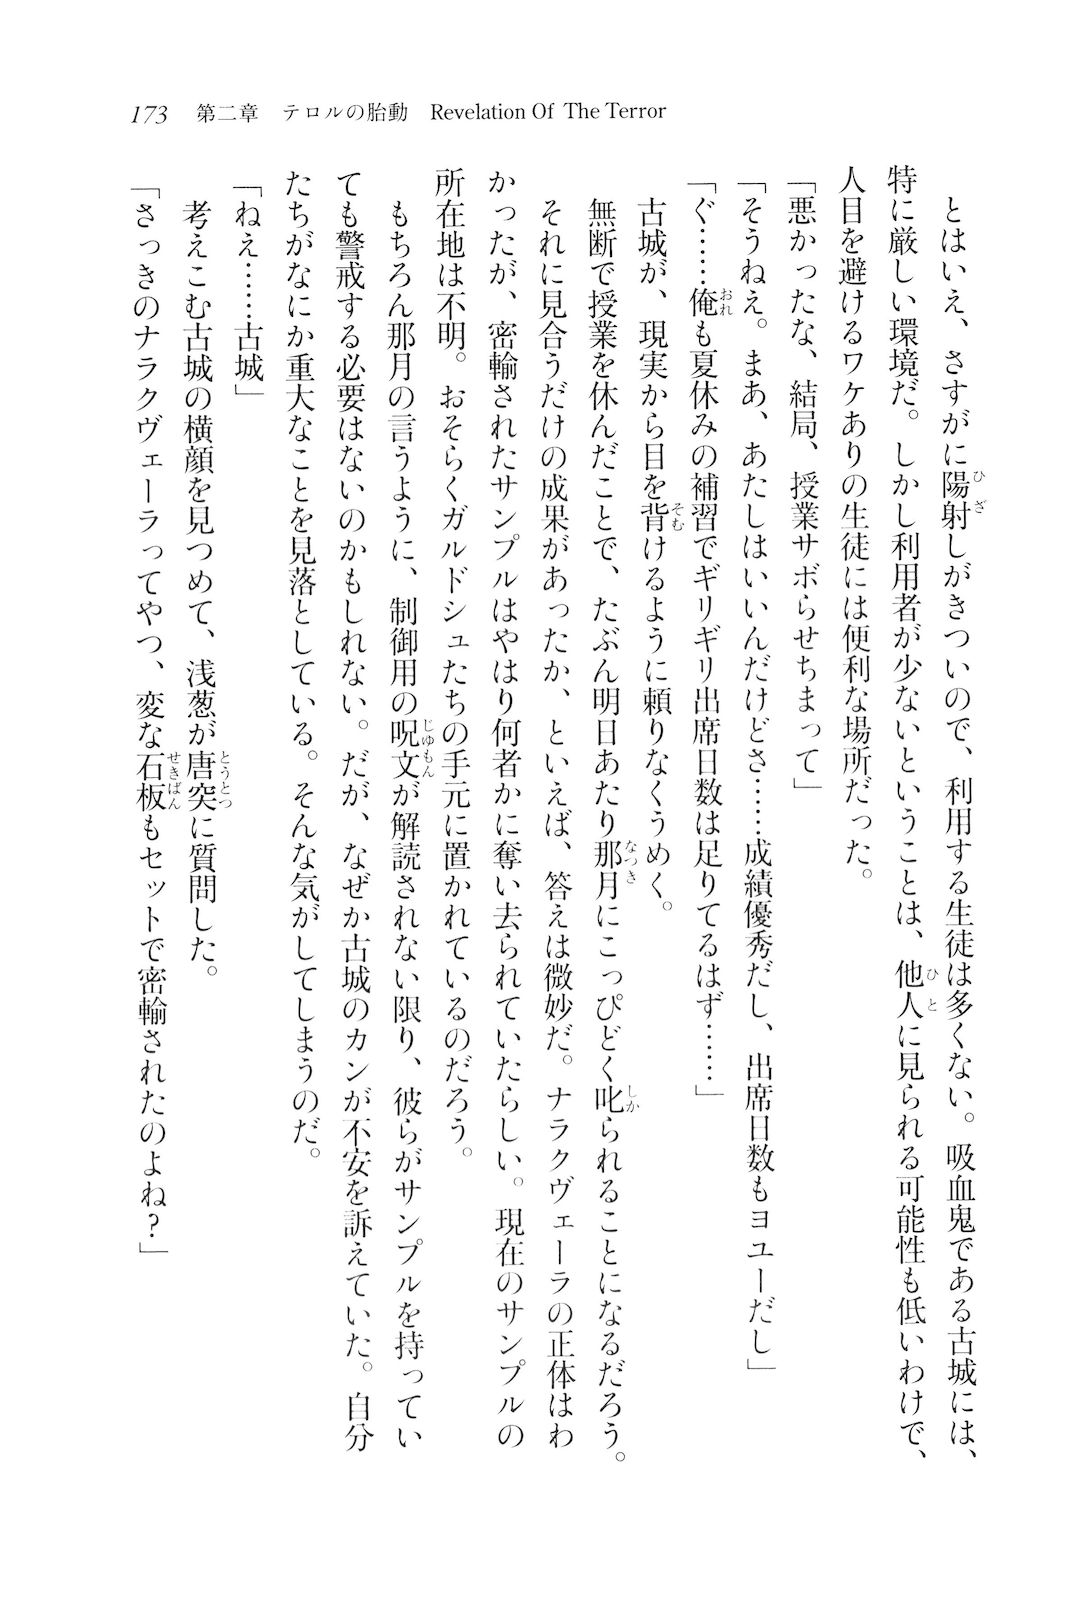 173　第二章　テロルの胎動　Revelation Of The Terror
　とはいえ、さすがに陽射しがきついので、利用する生徒は多くない。吸血鬼である古城には、
特に厳しい環境だ。しかし利用者が少ないということは、他人に見られる可能性も低いわけで、
人目を避けるワケありの生徒には便利な場所だった。
「悪かったな、結局、授業サボらせちまって」
「そうねえ。まあ、あたしはいいんだけどさ……成績優秀だし、出席日数もヨユーだし」
「ぐ……俺も夏休みの補習でギリギリ出席日数は足りてるはず……」
　古城が、現実から目を背けるように頼りなくうめく。
　無断で授業を休んだことで、たぶん明日あたり那月にこっぴどく叱られることになるだろう。
　それに見合うだけの成果があったか、といえば、答えは微妙だ。ナラクヴェーラの正体はわ
かったが、密輸されたサンプルはやはり何者かに奪い去られていたらしい。現在のサンプルの
所在地は不明。おそらくガルドシュたちの手元に置かれているのだろう。
　もちろん那月の言うように、制御用の呪文が解読されない限り、彼らがサンプルを持ってい
ても警戒する必要はないのかもしれない。だが、なぜか古城のカンが不安を訴えていた。自分
たちがなにか重大なことを見落としている。そんな気がしてしまうのだ。
「ねえ……古城」
　考えこむ古城の横顔を見つめて、浅葱が唐突に質問した。
「さっきのナラクヴェーラってやつ、変な石板もセットで密輸されたのよね？」